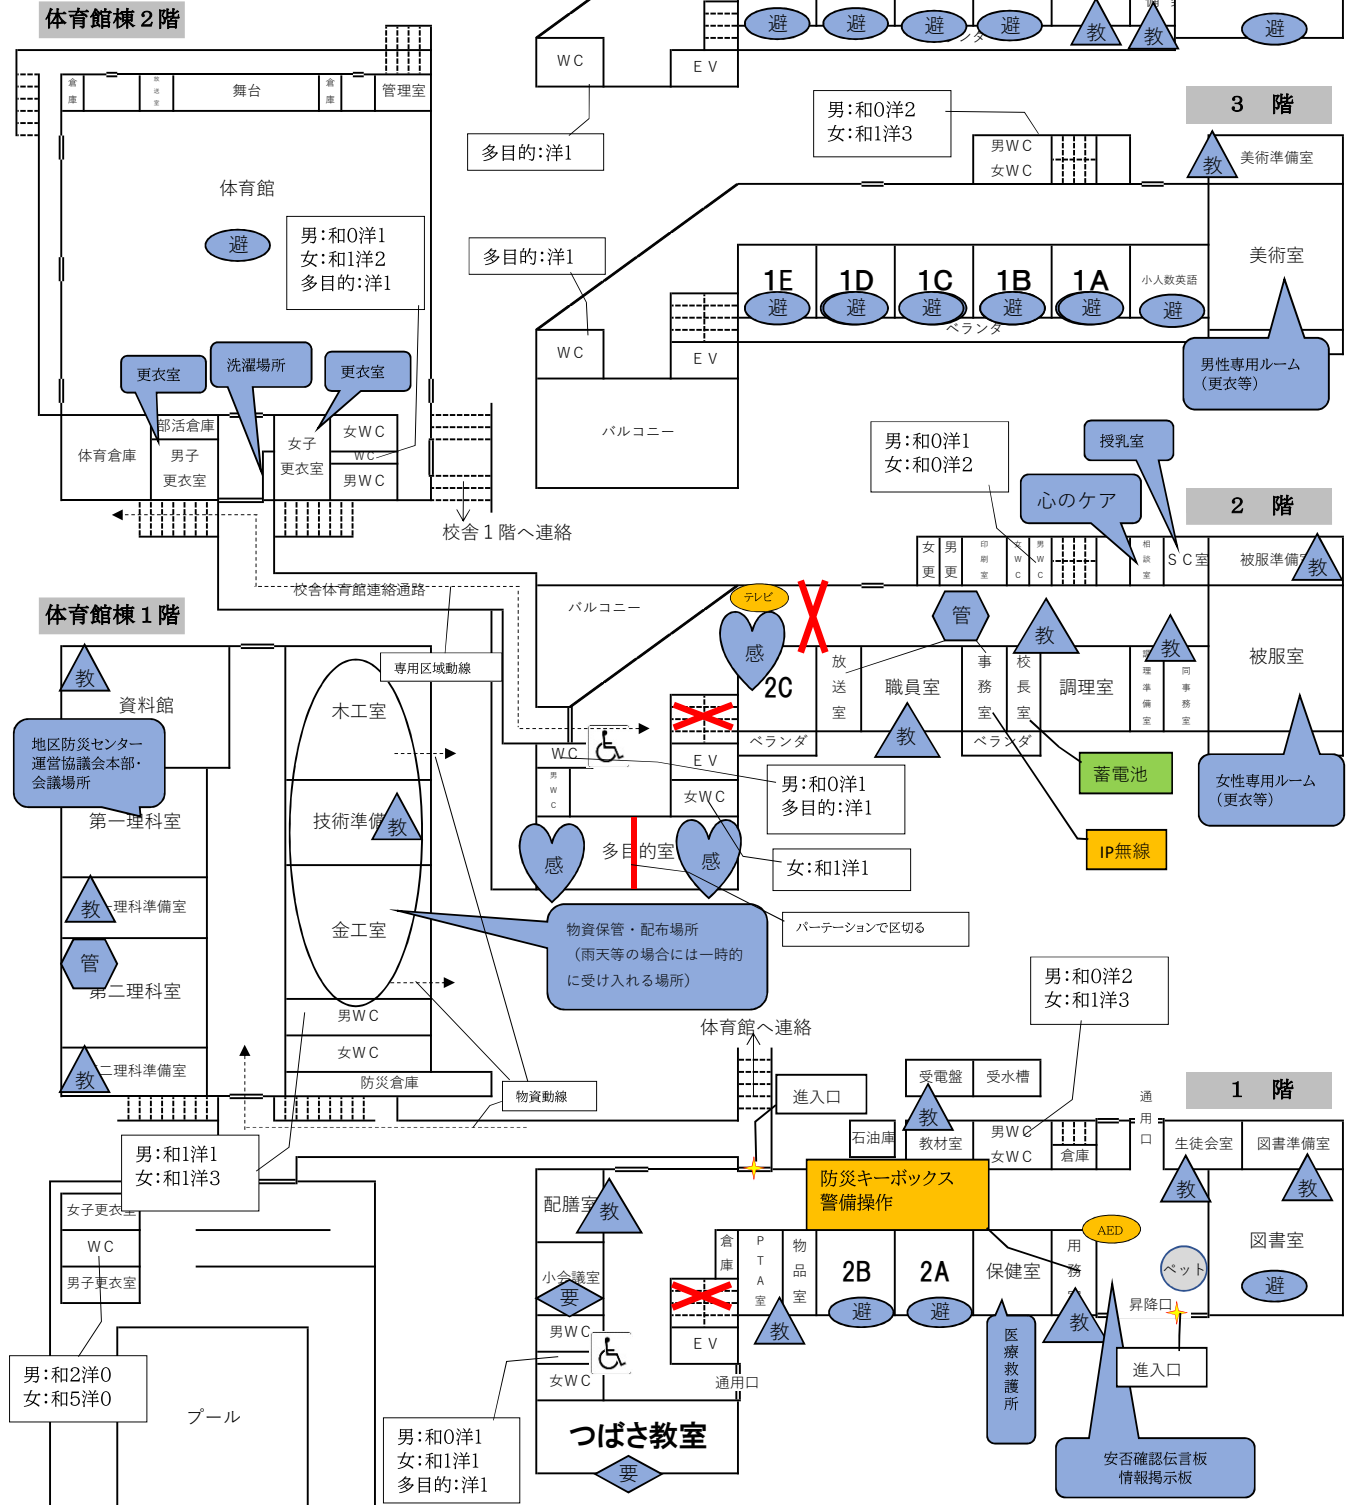 体育館棟２階
倉庫
放送室
舞台
倉庫
管理室
体育館
避
男：和0洋1
女：和1洋2
多目的：洋1
更衣室
洗濯場所
更衣室
部活倉庫
体育倉庫
男子
更衣室
女子
更衣室
女WC
WC
男WC
校舎１階へ連絡
校舎体育館連絡通路
専用区域動線
WC
EV
避
避
避
避
教
教
避
多目的：洋1
３　階
男：和0洋2
女：和1洋3
男WC
女WC
教
美術準備室
美術室
多目的：洋1
1E
1D
1C
1B
1A
小人数英語
避
避
避
避
避
避
ベランダ
WC
EV
バルコニー
男性専用ルーム
（更衣等）
２　階
男：和0洋1
女：和0洋2
授乳室
心のケア
女更
男更
印刷室
女WC
男WC
相談室
ＳＣ室
被服準備
教
バルコニー
テレビ
感
2C
放送室
職員室
教
管
事務室
校長室
教
調理室
教
調理準備室
同事務室
被服室
ベランダ
ベランダ
WC
男WC
EV
女WC
男：和0洋1
多目的：洋1
女：和1洋1
蓄電池
IP無線
女性専用ルーム
（更衣等）
感
多目的室
感
パーテーションで区切る
体育館棟１階
教
資料館
地区防災センター
運営協議会本部・
会議場所
第一理科室
教
理科準備室
管
第二理科室
教
二理科準備室
木工室
技術準備
教
金工室
男WC
女WC
防災倉庫
物資保管・配布場所
（雨天等の場合には一時的
に受け入れる場所）
物資動線
男：和1洋1
女：和1洋3
女子更衣室
WC
男子更衣室
男：和2洋0
女：和5洋0
プール
１　階
体育館へ連絡
進入口
男：和0洋2
女：和1洋3
受電盤
受水槽
教
石油庫
教材室
男WC
女WC
倉庫
通用口
生徒会室
図書準備室
教
教
防災キーボックス
警備操作
配膳室
教
小会議室
要
男WC
女WC
倉庫
PTA室
物品室
教
2B
避
2A
避
保健室
用務
教
AED
ペット
昇降口
図書室
避
EV
通用口
医療救護所
進入口
つばさ教室
要
男：和0洋1
女：和1洋1
多目的：洋1
安否確認伝言板
情報掲示板